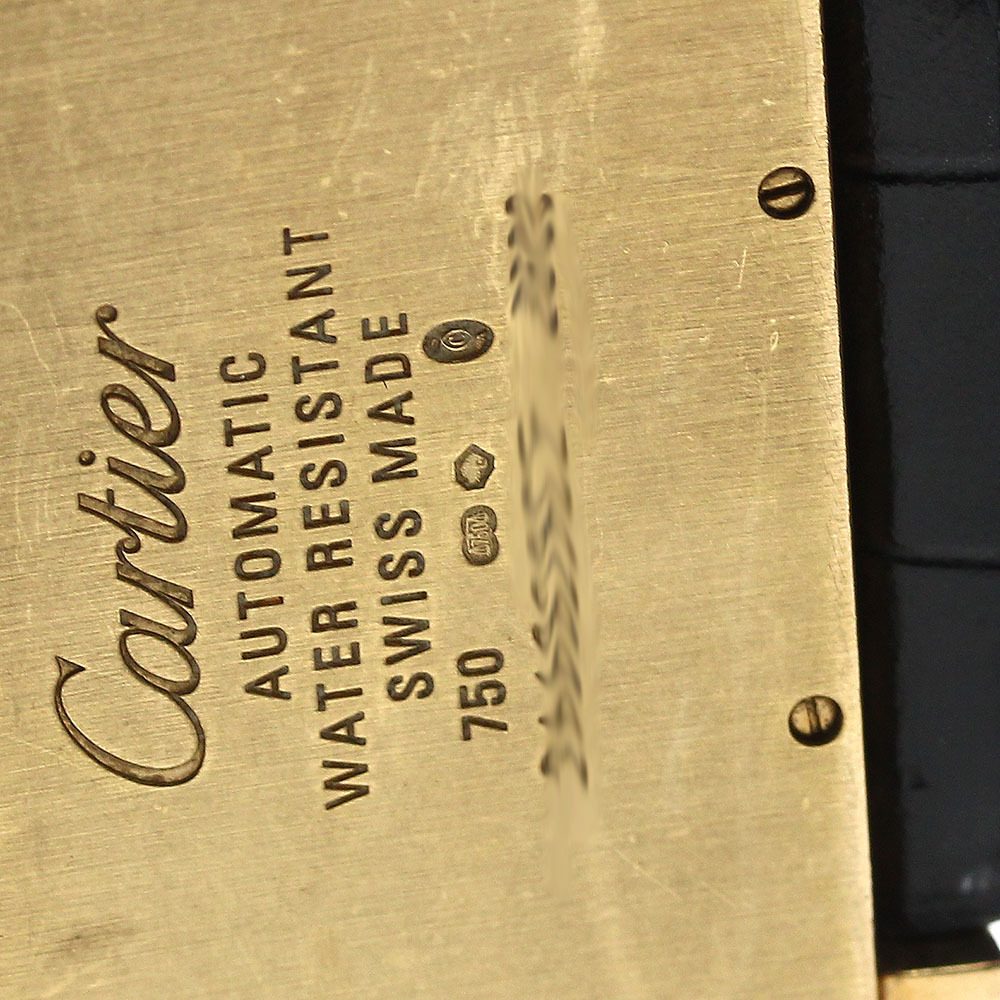 Cartier
AUTOMATIC
WATER RESISTANT
SWISS MADE
750